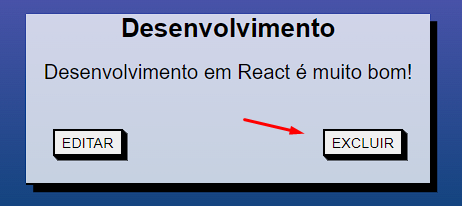 Desenvolvimento
Desenvolvimento em React é muito bom!
EDITAR
EXCLUIR